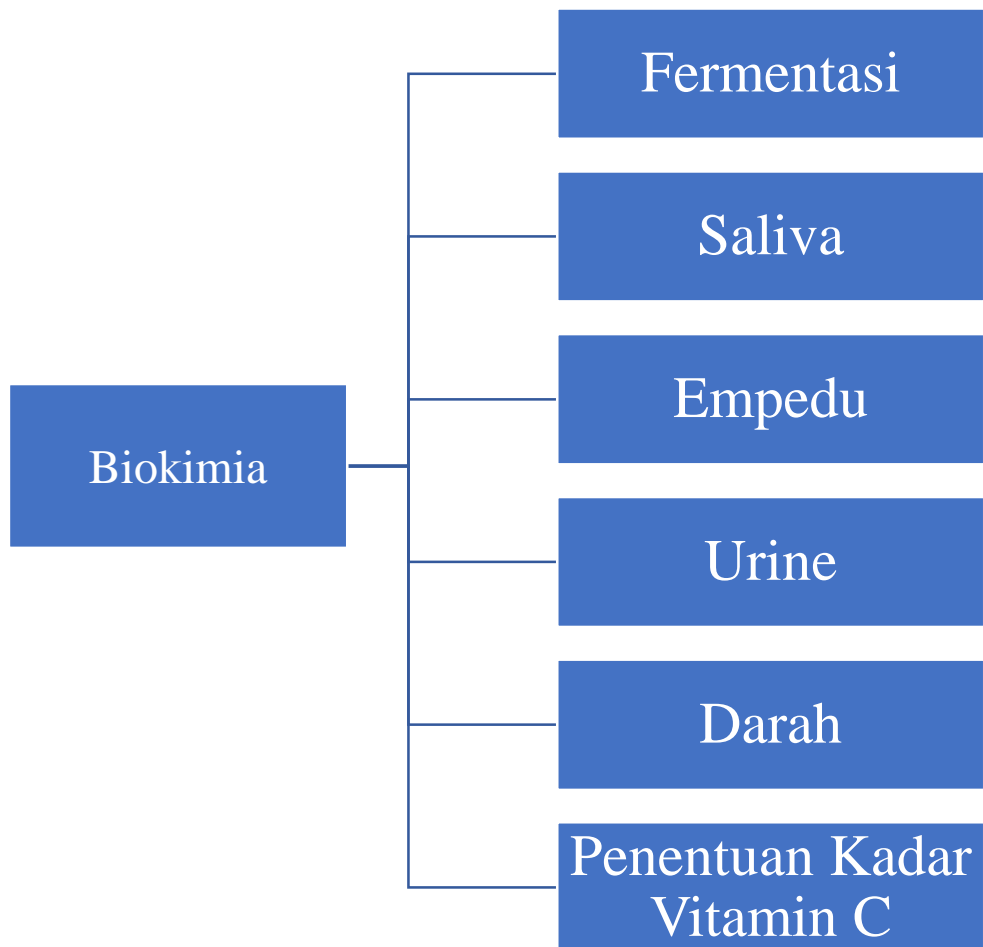 Biokimia
Fermentasi
Saliva
Empedu
Urine
Darah
Penentuan Kadar
Vitamin C